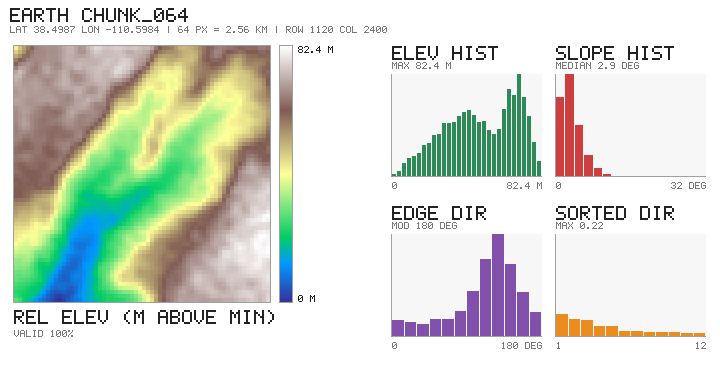 EARTH CHUNK_064
LAT 38.4987 LON -110.5984 | 64 PX = 2.56 KM | ROW 1120 COL 2400
82.4 M
0 M
REL ELEV (M ABOVE MIN)
VALID 100%
ELEV HIST
MAX 82.4 M
0 82.4 M
SLOPE HIST
MEDIAN 2.9 DEG
0 32 DEG
EDGE DIR
MOD 180 DEG
0 180 DEG
SORTED DIR
MAX 0.22
1 12